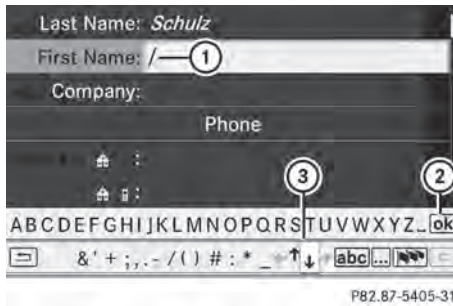 Last Name: Schulz
First Name: / 1
Company:
Phone
:
:
3
2
ABCDEFGHIJKLMNOPQRSTUVWXYZ_ ok
& ' + ; , . - / ( ) # : * _ abc ...
P82.87-5405-31